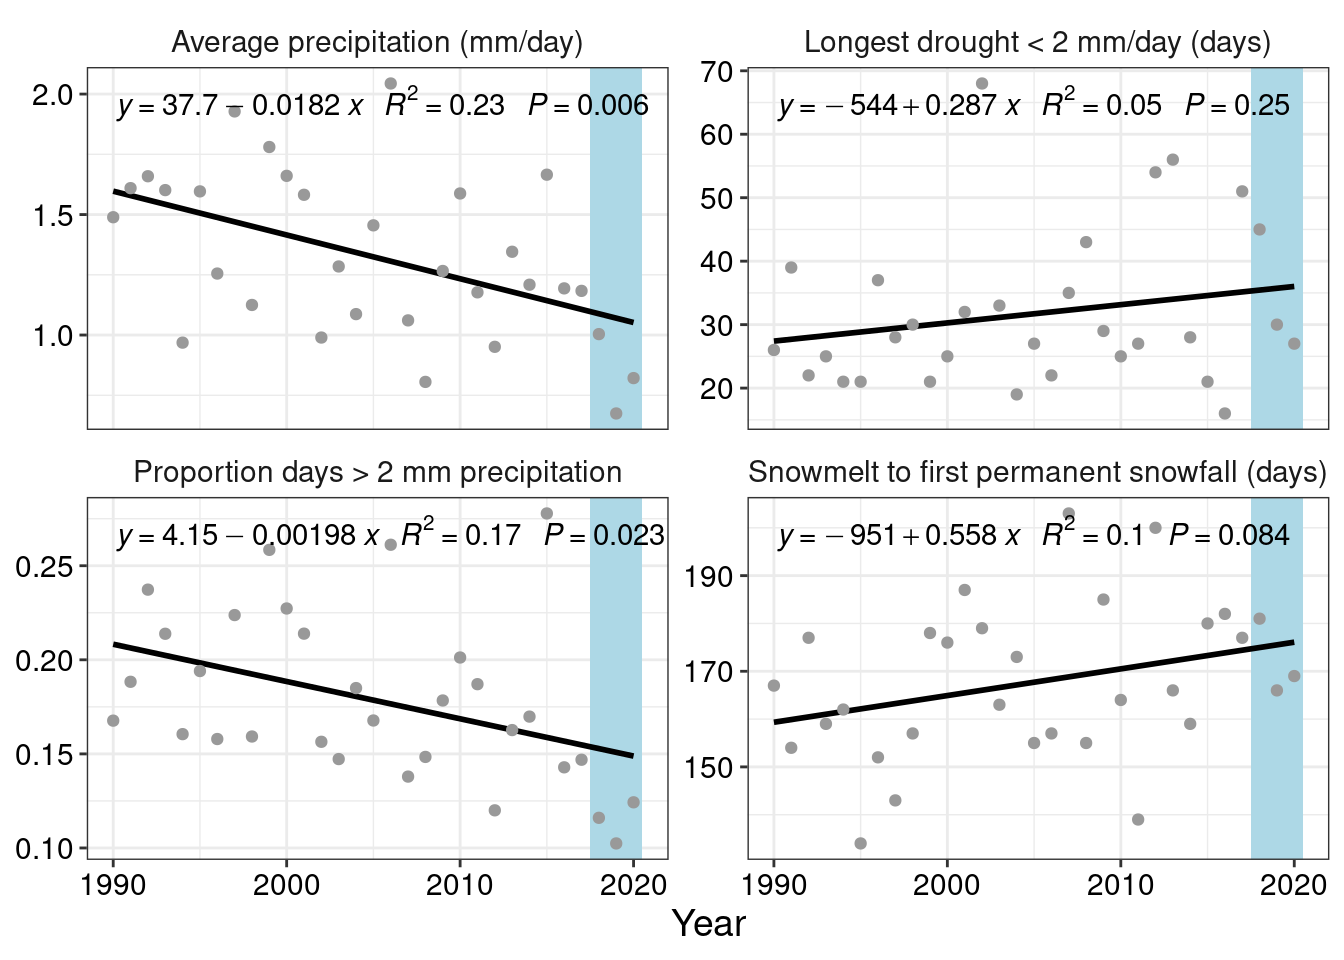 Average precipitation (mm/day)
Longest drought < 2 mm/day (days)
y = 37.7 − 0.0182 x R² = 0.23 P = 0.006
y = − 544 + 0.287 x R² = 0.05 P = 0.25
2.0
1.5
1.0
70
60
50
40
30
20
Proportion days > 2 mm precipitation
Snowmelt to first permanent snowfall (days)
y = 4.15 − 0.00198 x R² = 0.17 P = 0.023
y = − 951 + 0.558 x R² = 0.1 P = 0.084
0.25
0.20
0.15
0.10
190
170
150
1990 2000 2010 2020
1990 2000 2010 2020
Year